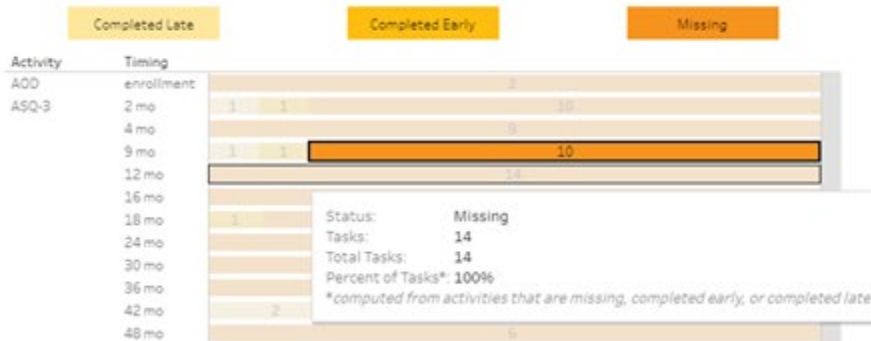 Completed Late Completed Early Missing
Activity Timing
AOD enrollment 2
ASQ-3 2 mo 1 1 10
4 mo 9
9 mo 1 1 10
12 mo 14
16 mo
18 mo 1
24 mo
30 mo
36 mo
42 mo 2
48 mo 6
Status: Missing
Tasks: 14
Total Tasks: 14
Percent of Tasks*: 100%
*computed from activities that are missing, completed early, or completed late